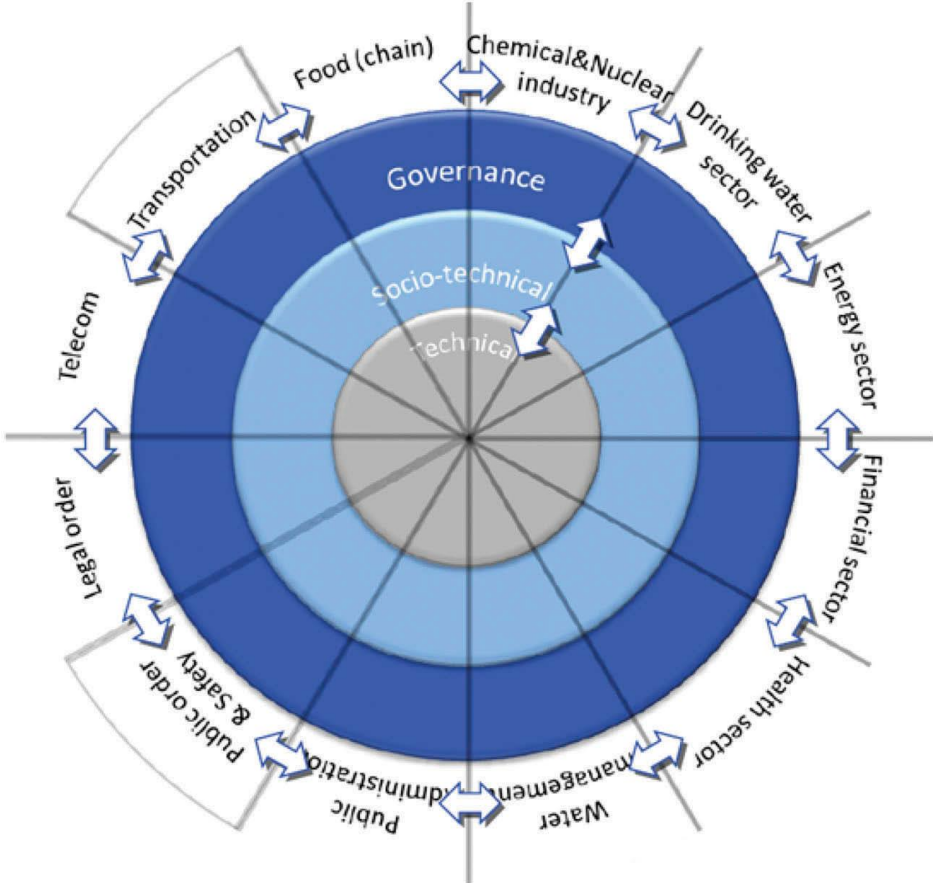 Food (chain)
Chemical&Nuclear
industry
Drinking water
sector
Energy sector
Financial sector
Health sector
Water
management
Public
Administration
Public order
& Safety
Legal order
Telecom
Transportation
Governance
Socio-technical
Technical